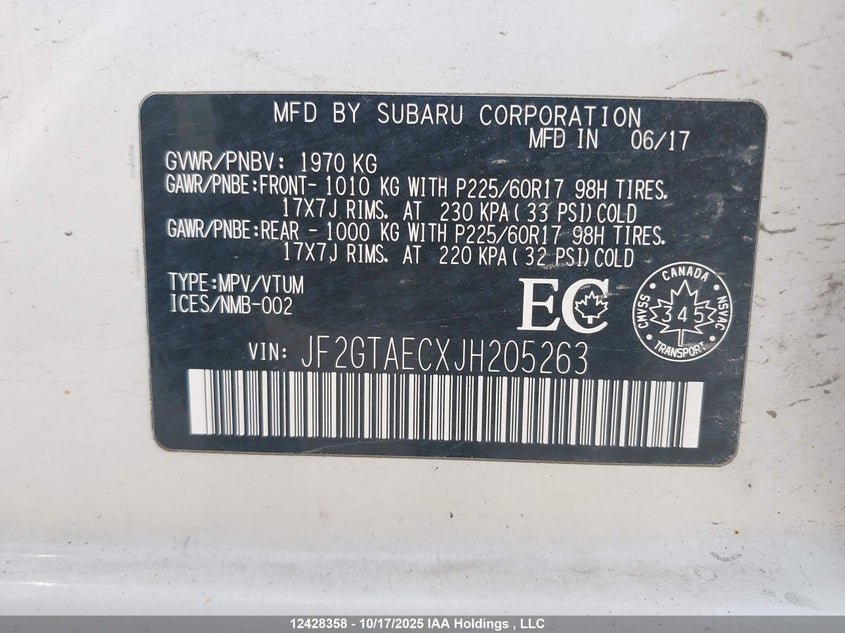 MFD BY SUBARU CORPORATION
MFD IN 06/17
GVWR/PNBV: 1970 KG
GAWR/PNBE:FRONT- 1010 KG WITH P225/60R17 98H TIRES.
17X7J RIMS. AT 230 KPA(33 PSI)COLD
GAWR/PNBE:REAR - 1000 KG WITH P225/60R17 98H TIRES.
17X7J RIMS. AT 220 KPA(32 PSI)COLD
TYPE:MPV/VTUM
ICES/NMB-002
EC
CANADA
CMVSS 345 NSVAC
TRANSPORT
VIN: JF2GTAECXJH205263
12428358 - 10/17/2025 IAA Holdings , LLC